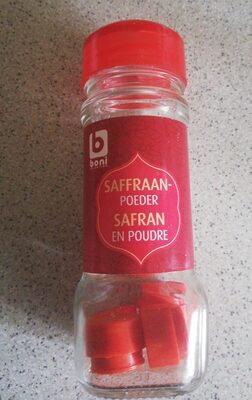 b
boni
SAFFRAAN-
POEDER
SAFRAN
EN POUDRE